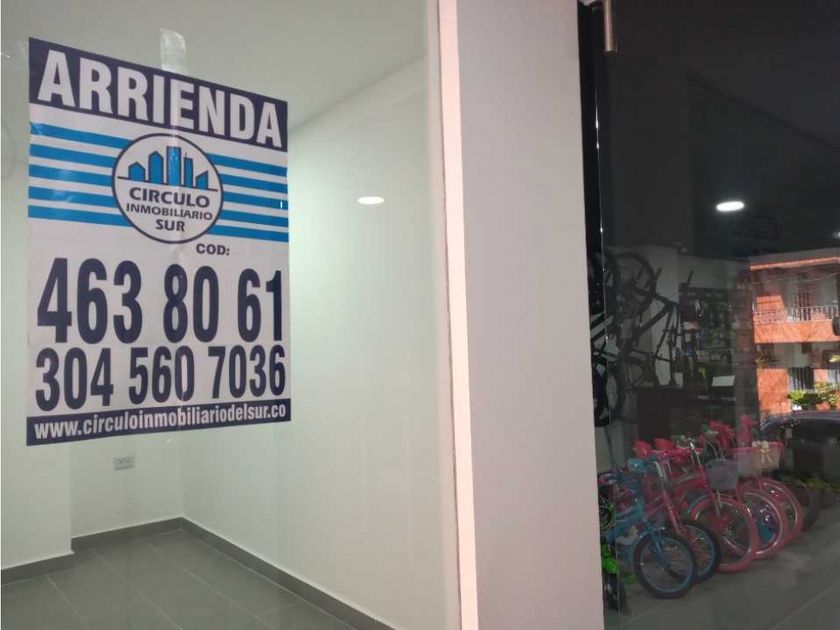 ARRIENDA
CIRCULO
INMOBILIARIO
SUR
COD:
463 80 61
304 560 7036
www.circuloinmobiliariodelsur.co